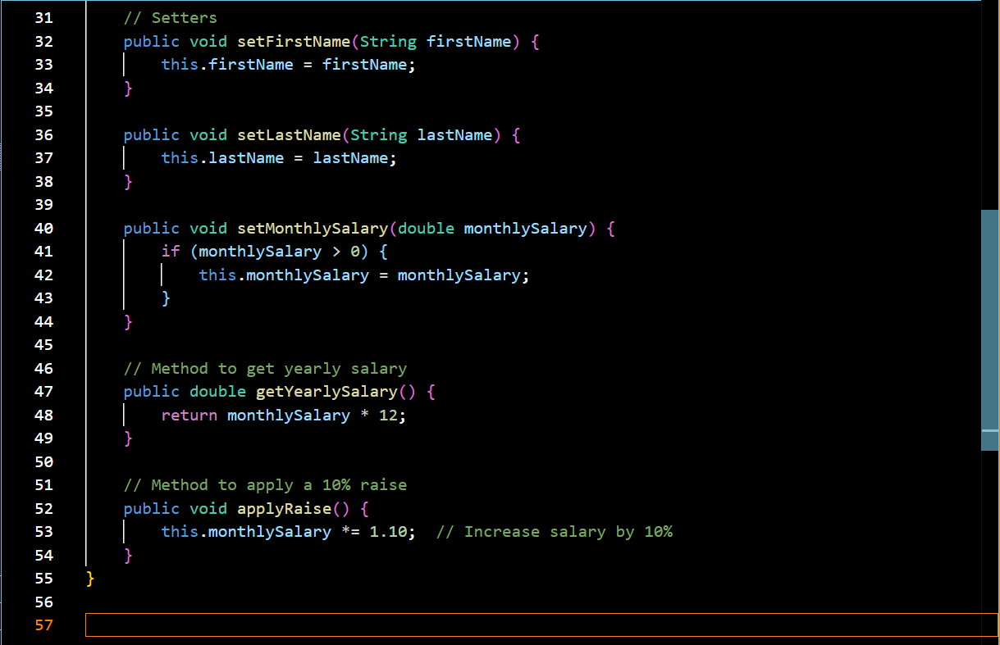 31 // Setters
32 public void setFirstName(String firstName) {
33 this.firstName = firstName;
34 }
35
36 public void setLastName(String lastName) {
37 this.lastName = lastName;
38 }
39
40 public void setMonthlySalary(double monthlySalary) {
41 if (monthlySalary > 0) {
42 this.monthlySalary = monthlySalary;
43 }
44 }
45
46 // Method to get yearly salary
47 public double getYearlySalary() {
48 return monthlySalary * 12;
49 }
50
51 // Method to apply a 10% raise
52 public void applyRaise() {
53 this.monthlySalary *= 1.10; // Increase salary by 10%
54 }
55 }
56
57